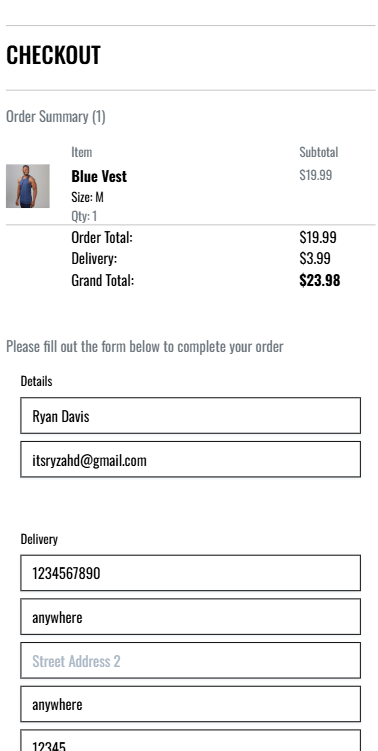 CHECKOUT
Order Summary (1)
Item Subtotal
Blue Vest $19.99
Size: M
Qty: 1
Order Total: $19.99
Delivery: $3.99
Grand Total: $23.98
Please fill out the form below to complete your order
Details
Ryan Davis
itsryzahd@gmail.com
Delivery
1234567890
anywhere
Street Address 2
anywhere
12345